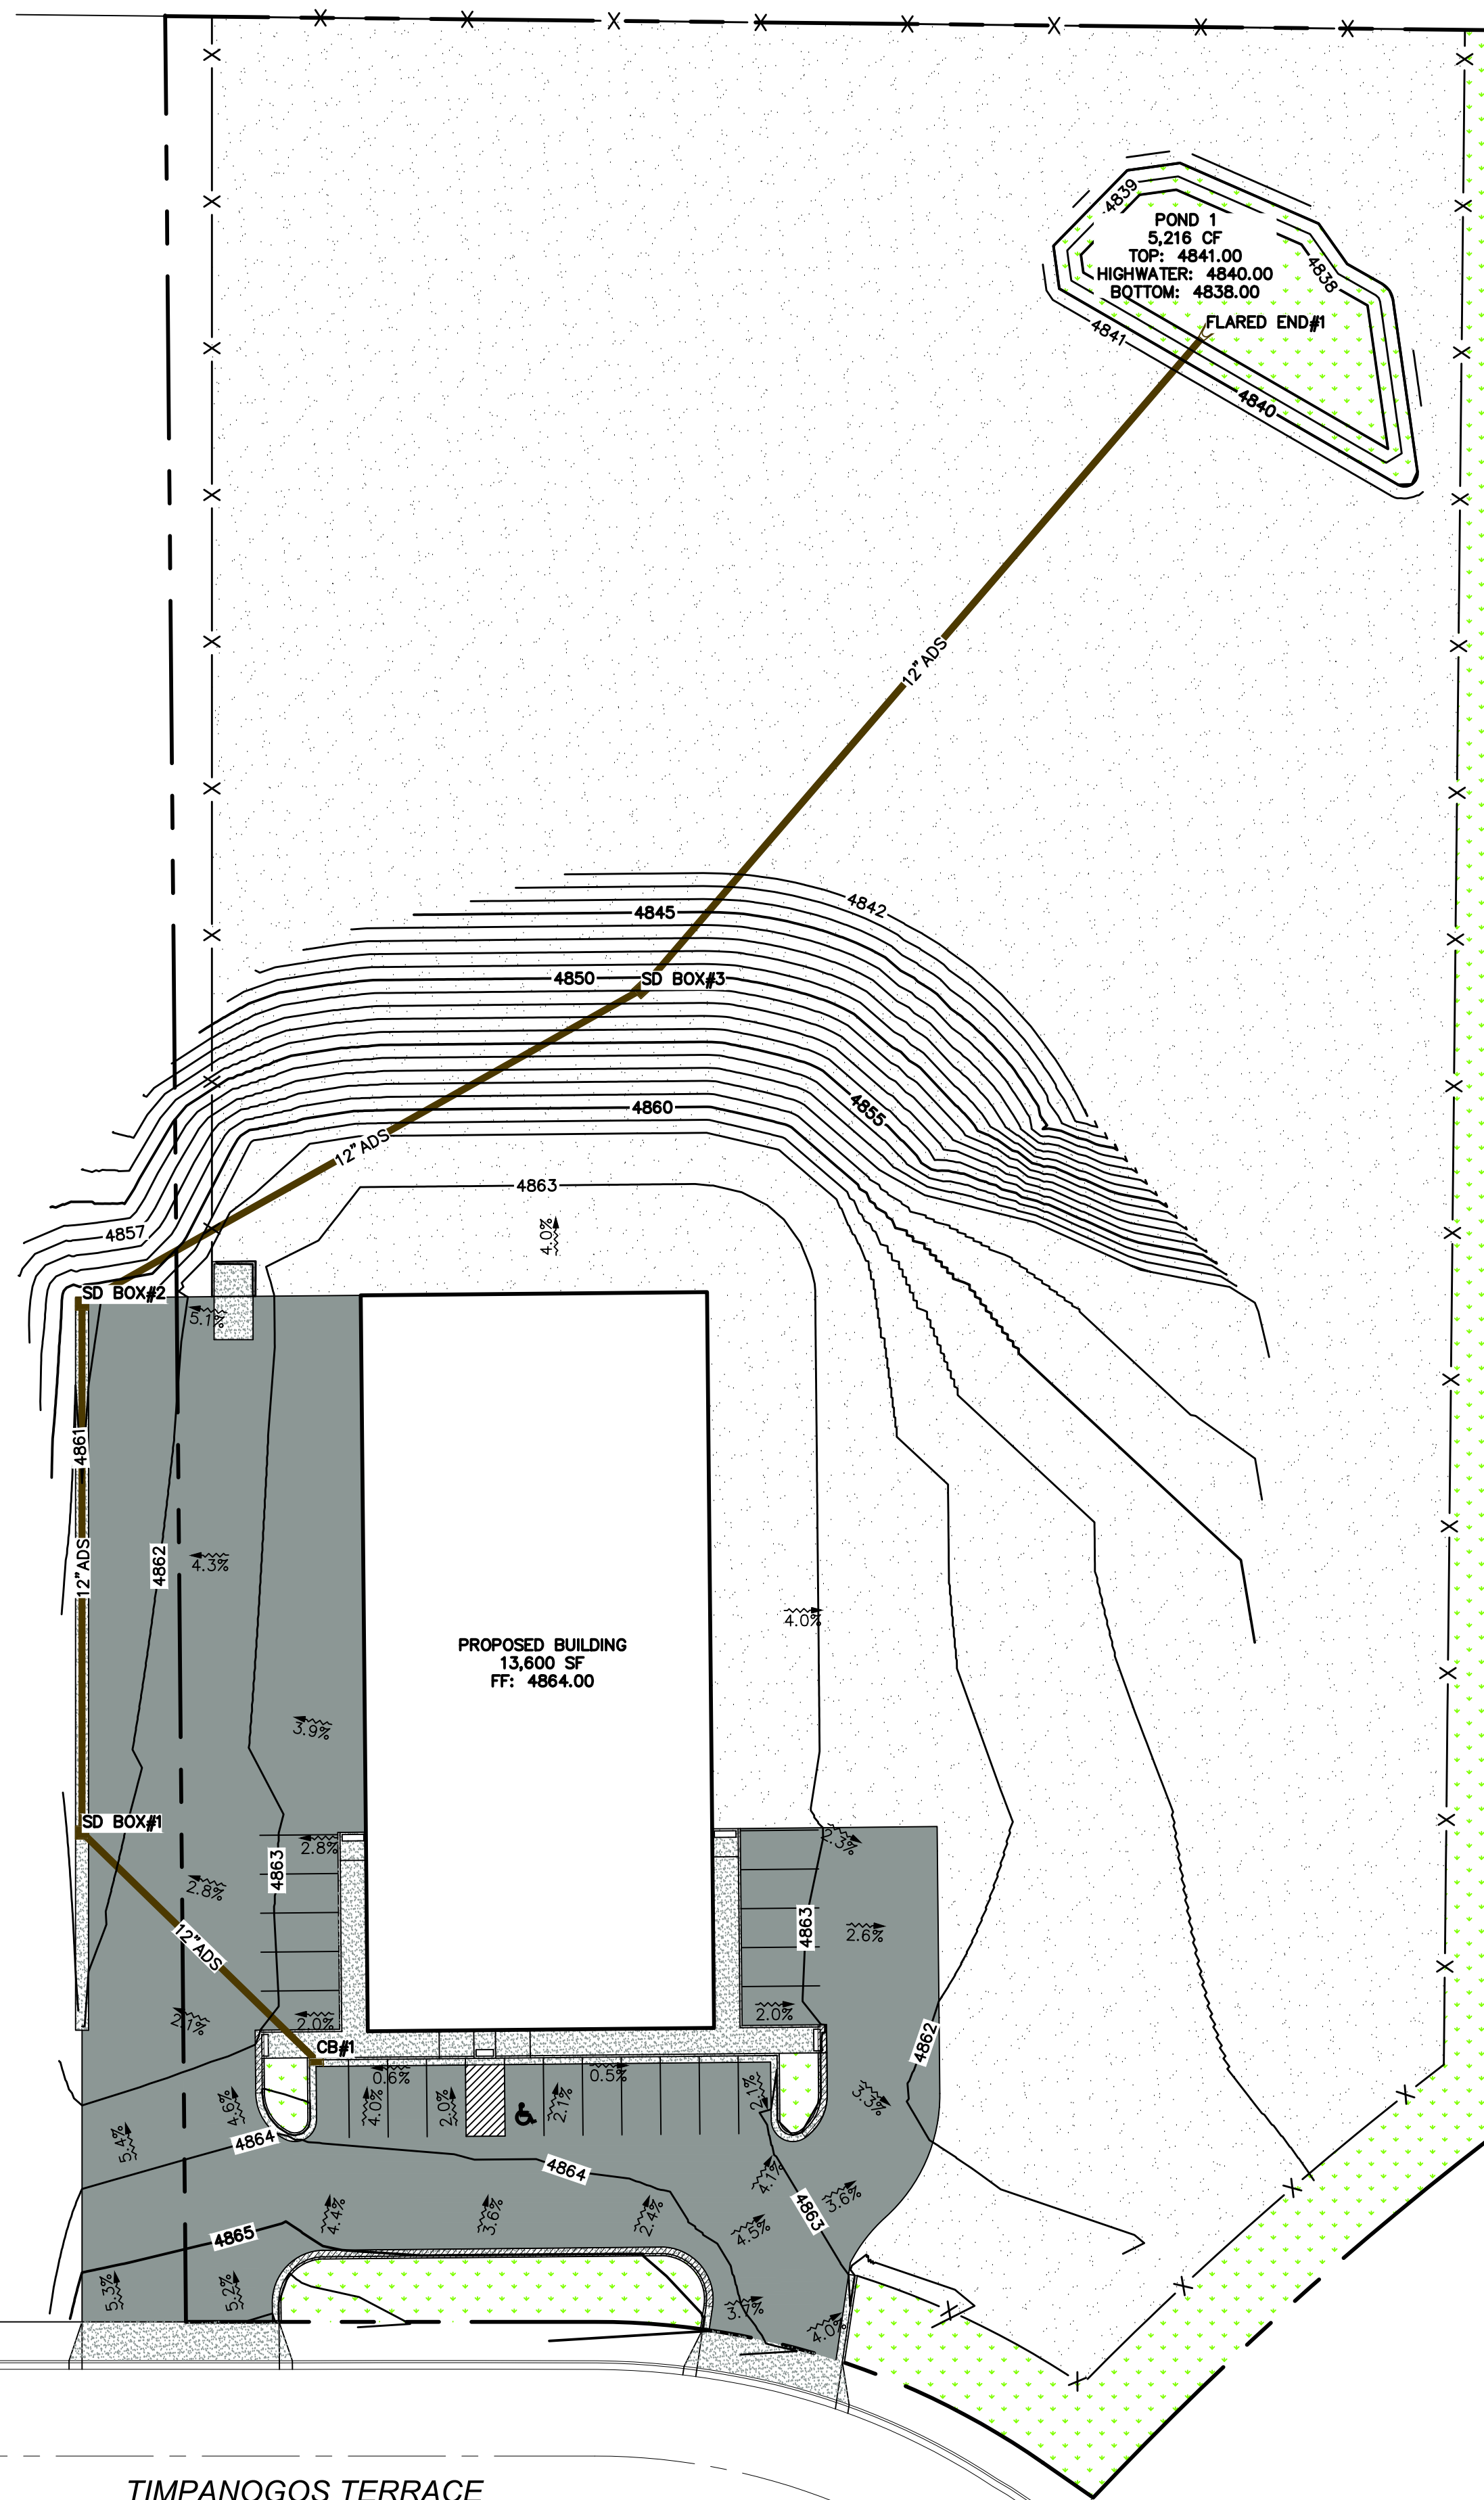 4839
POND 1
5,216 CF
TOP: 4841.00
HIGHWATER: 4840.00
BOTTOM: 4838.00
4838
FLARED END#1
4841
4840
12" ADS
4842
4845
4850
SD BOX#3
4855
4860
12" ADS
4863
4857
4.0%
SD BOX#2
5.1%
4861
12" ADS
4862
4.3%
4.0%
PROPOSED BUILDING
13,600 SF
FF: 4864.00
3.9%
SD BOX#1
2.8%
2.3%
4863
2.8%
4863
2.6%
12" ADS
2.1%
2.0%
2.0%
CB#1
4862
0.6%
0.5%
4.6%
4.0%
2.0%
2.1%
2.1%
3.3%
5.4%
4864
4864
4.1%
3.6%
4863
4.4%
3.6%
2.4%
4.5%
4865
5.3%
5.2%
3.7%
4.0%
TIMPANOGOS TERRACE